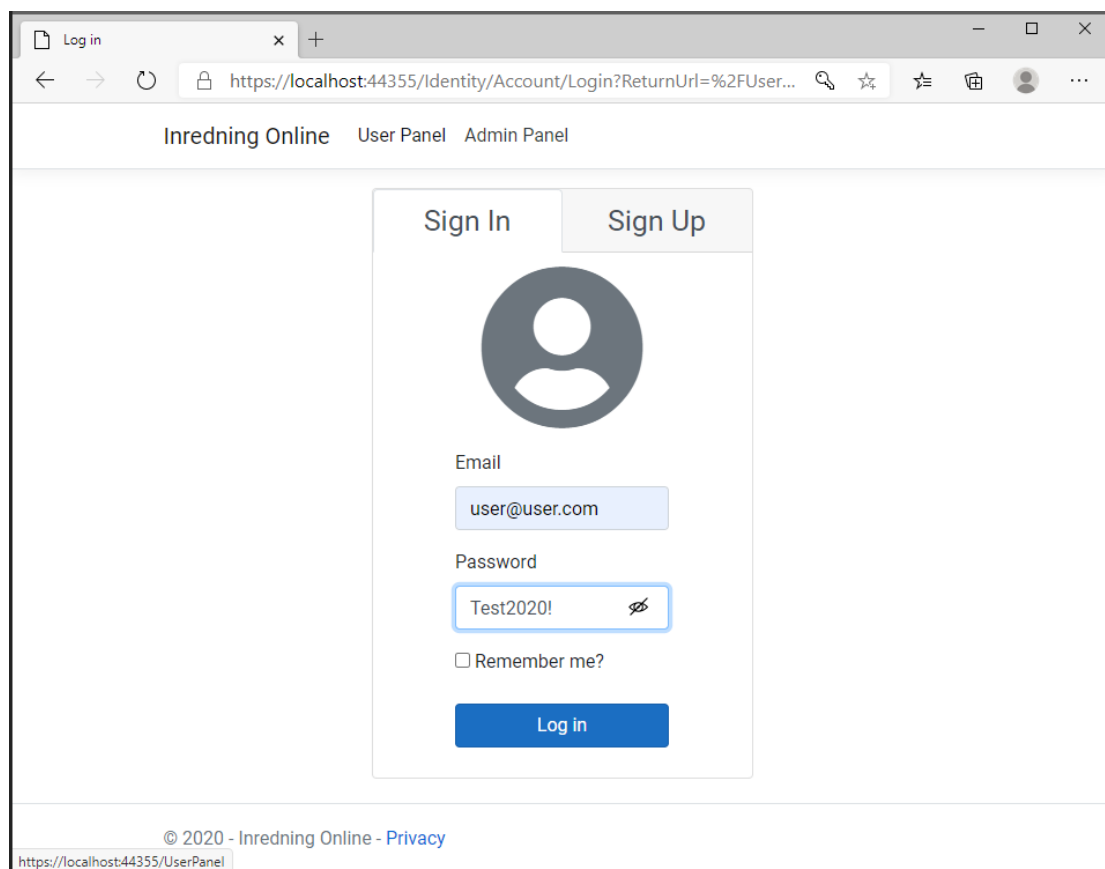 Log in
https://localhost:44355/Identity/Account/Login?ReturnUrl=%2FUser...
Inredning Online User Panel Admin Panel
Sign In Sign Up
Email
user@user.com
Password
Test2020!
Remember me?
Log in
© 2020 - Inredning Online - Privacy
https://localhost:44355/UserPanel